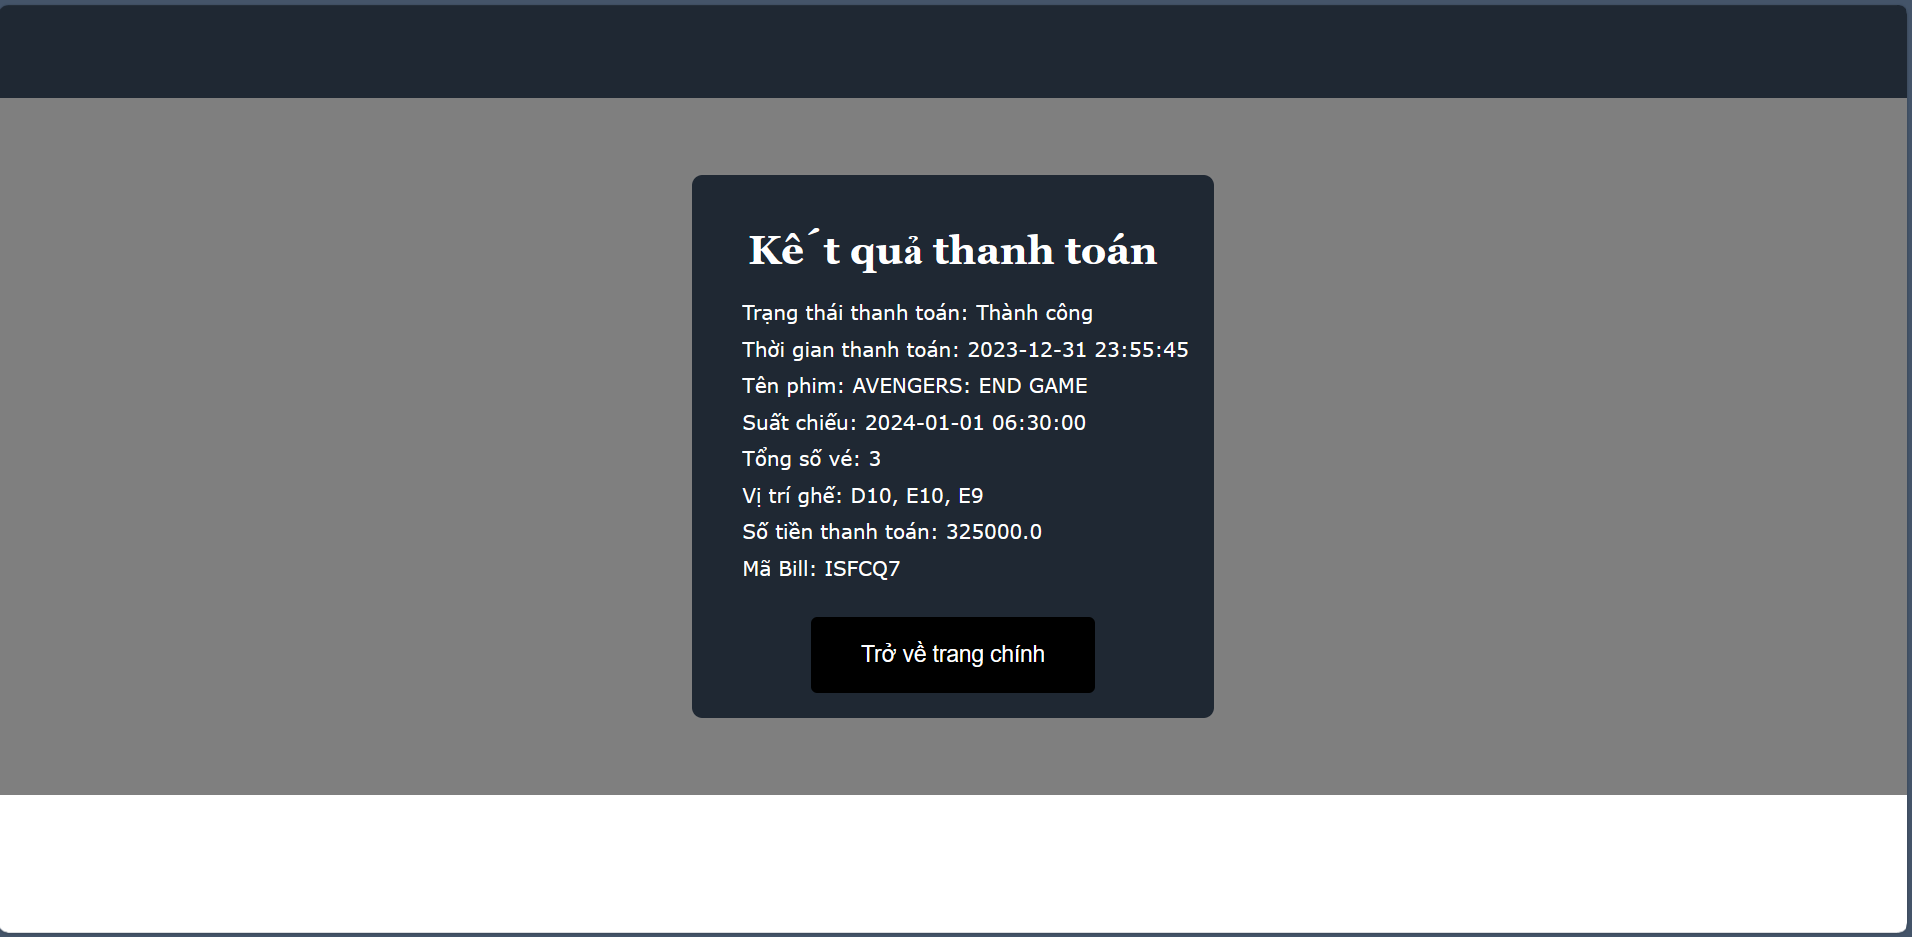 Kết quả thanh toán
Trạng thái thanh toán: Thành công
Thời gian thanh toán: 2023-12-31 23:55:45
Tên phim: AVENGERS: END GAME
Suất chiếu: 2024-01-01 06:30:00
Tổng số vé: 3
Vị trí ghế: D10, E10, E9
Số tiền thanh toán: 325000.0
Mã Bill: ISFCQ7
Trở về trang chính